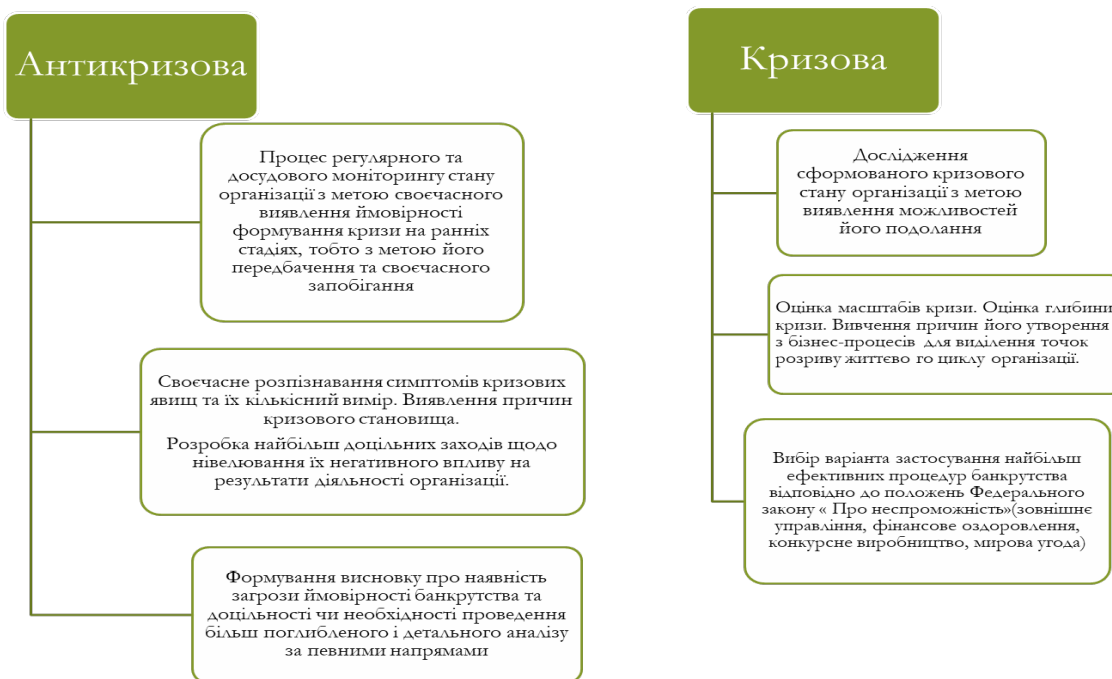 Антикризова
Процес регулярного та
досудового моніторингу стану
організації з метою своєчасного
виявлення ймовірності
формування кризи на ранніх
стадіях, тобто з метою його
передбачення та своєчасного
запобігання
Своєчасне розпізнавання симптомів кризових
явищ та їх кількісний вимір. Виявлення причин
кризового становища.
Розробка найбільш доцільних заходів щодо
нівелювання їх негативного впливу на
результати діяльності організації.
Формування висновку про наявність
загрози ймовірності банкрутства та
доцільності чи необхідності проведення
більш поглибленого і детального аналізу
за певними напрямами
Кризова
Дослідження
сформованого кризового
стану організації з метою
виявлення можливостей
його подолання
Оцінка масштабів кризи. Оцінка глибини
кризи. Вивчення причин його утворення
з бізнес-процесів для виділення точок
розриву життєво го циклу організації.
Вибір варіанта застосування найбільш
ефективних процедур банкрутства
відповідно до положень Федерального
закону « Про неспроможність»(зовнішнє
управління, фінансове оздоровлення,
конкурсне виробництво, мирова угода)